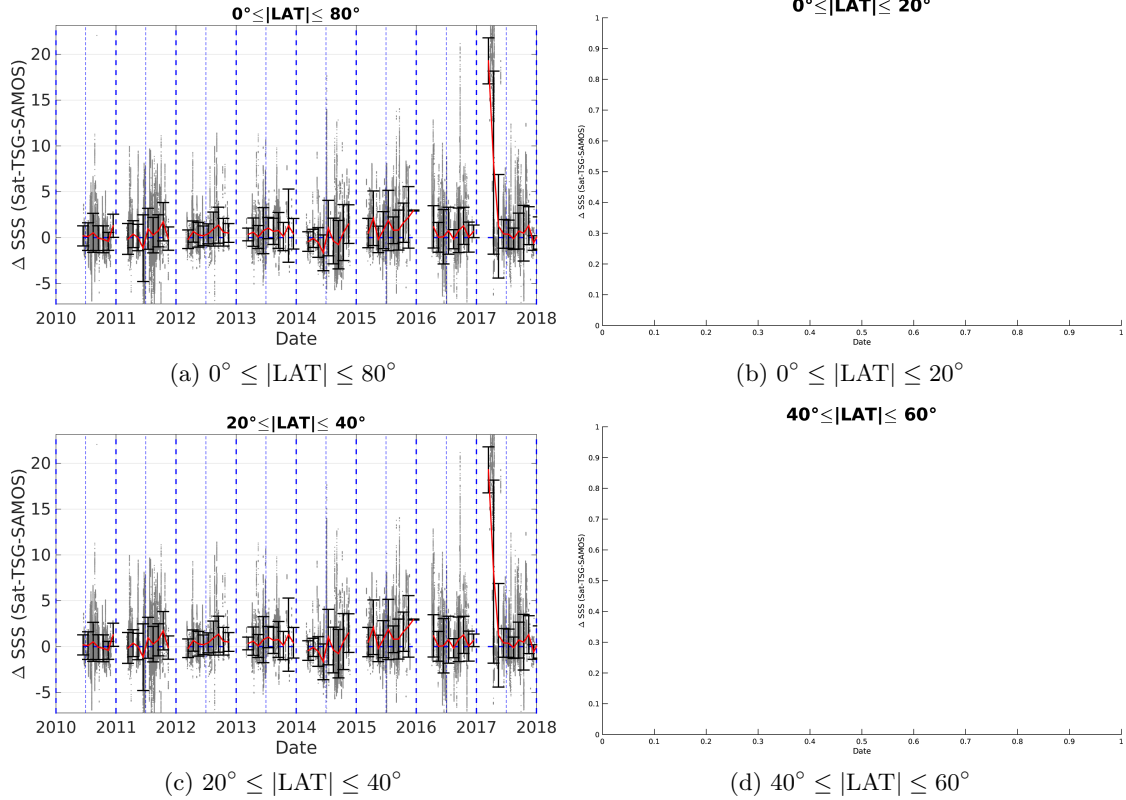 0°≤|LAT|≤ 80°
Δ SSS (Sat-TSG-SAMOS)
20
15
10
5
0
-5
2010 2011 2012 2013 2014 2015 2016 2017 2018
Date
(a) 0° ≤ |LAT| ≤ 80°
0°≤|LAT|≤ 20°
Δ SSS (Sat-TSG-SAMOS)
1
0.9
0.8
0.7
0.6
0.5
0.4
0.3
0.2
0.1
0
0 0.1 0.2 0.3 0.4 0.5 0.6 0.7 0.8 0.9 1
Date
(b) 0° ≤ |LAT| ≤ 20°
20°≤|LAT|≤ 40°
Δ SSS (Sat-TSG-SAMOS)
20
15
10
5
0
-5
2010 2011 2012 2013 2014 2015 2016 2017 2018
Date
(c) 20° ≤ |LAT| ≤ 40°
40°≤|LAT|≤ 60°
Δ SSS (Sat-TSG-SAMOS)
1
0.9
0.8
0.7
0.6
0.5
0.4
0.3
0.2
0.1
0
0 0.1 0.2 0.3 0.4 0.5 0.6 0.7 0.8 0.9 1
Date
(d) 40° ≤ |LAT| ≤ 60°